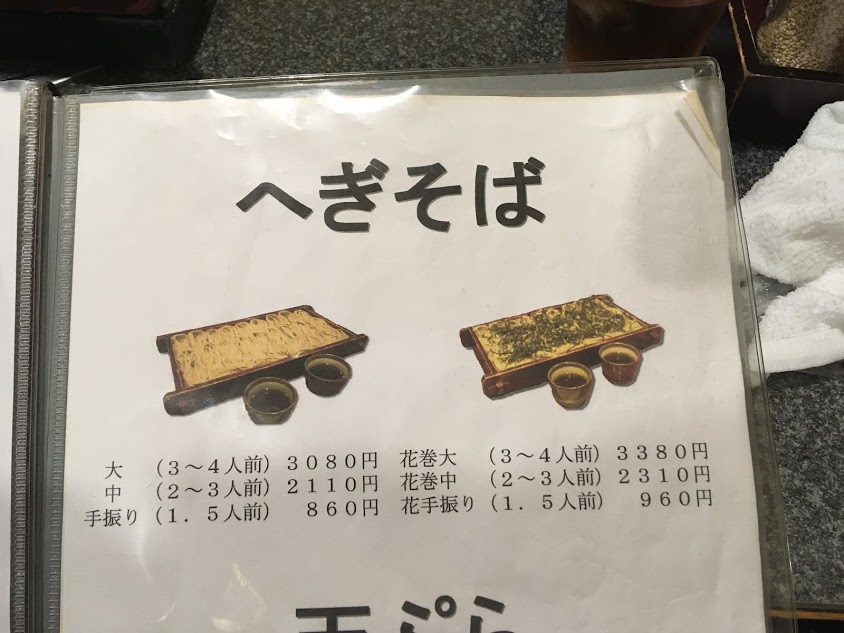 へぎそば
大 (3~4人前) 3080円 花巻大 (3~4人前) 3380円
中 (2~3人前) 2110円 花巻中 (2~3人前) 2310円
手振り (1.5人前) 860円 花手振り (1.5人前) 960円
天ぷら